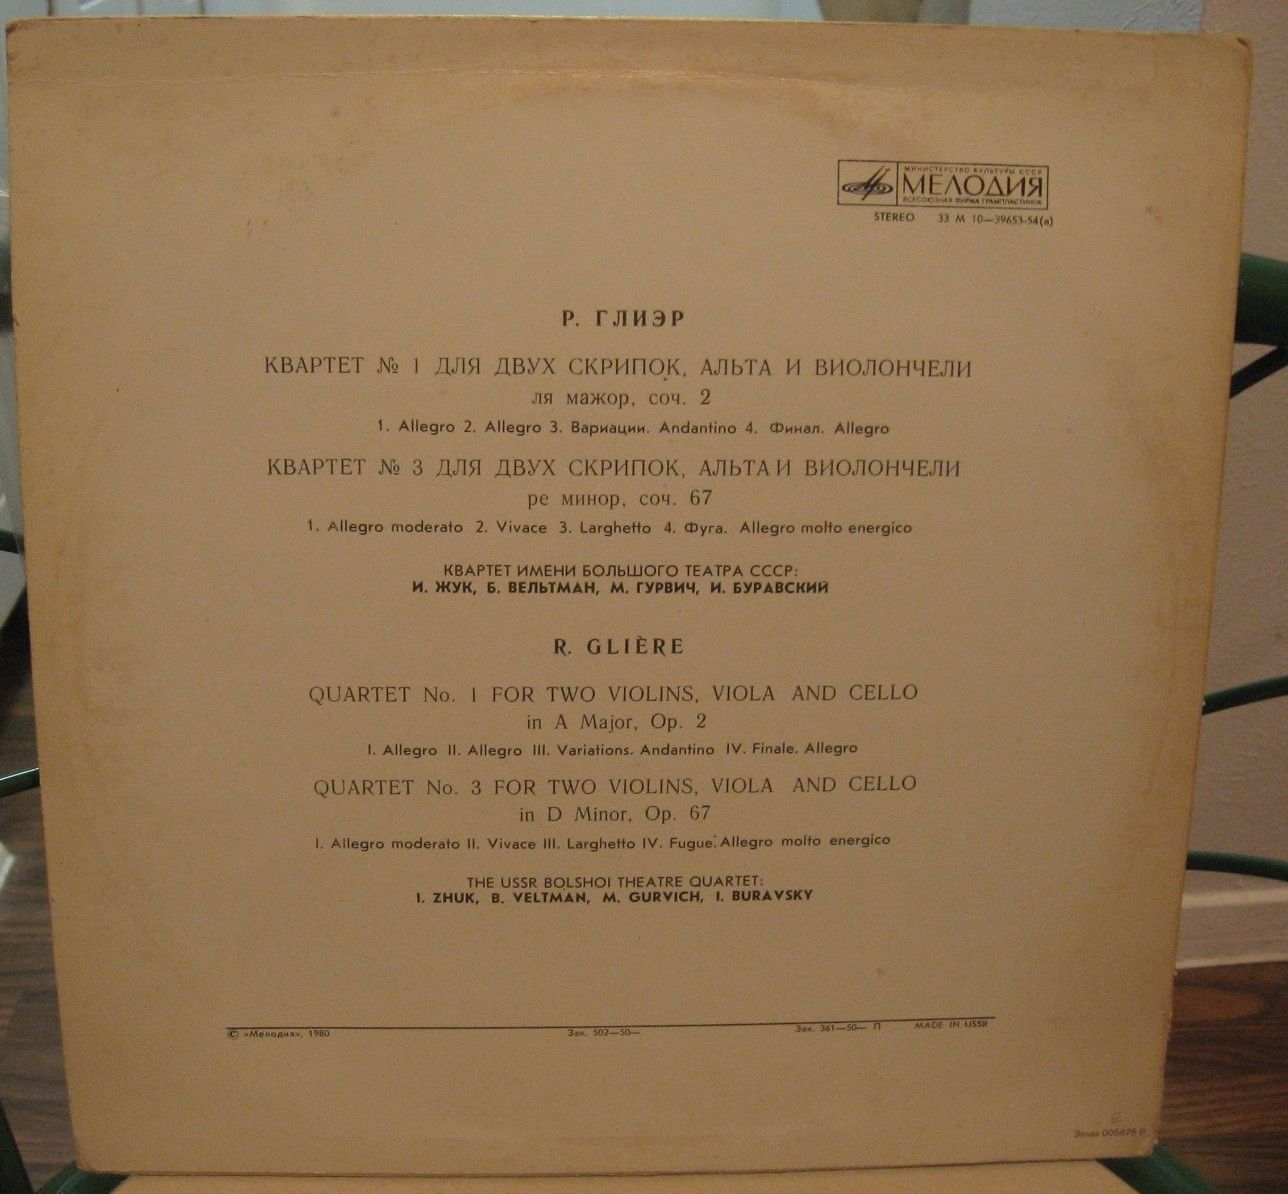 МИНИСТЕРСТВО КУЛЬТУРЫ СССР
МЕЛОДИЯ
ВСЕСОЮЗНАЯ ФИРМА ГРАМПЛАСТИНОК
STEREO 33 М 10—39653-54(а)
Р. ГЛИЭР
КВАРТЕТ № 1 ДЛЯ ДВУХ СКРИПОК, АЛЬТА И ВИОЛОНЧЕЛИ
ля мажор, соч. 2
1. Allegro 2. Allegro 3. Вариации. Andantino 4. Финал. Allegro
КВАРТЕТ № 3 ДЛЯ ДВУХ СКРИПОК, АЛЬТА И ВИОЛОНЧЕЛИ
ре минор, соч. 67
1. Allegro moderato 2. Vivace 3. Larghetto 4. Фуга. Allegro molto energico
КВАРТЕТ ИМЕНИ БОЛЬШОГО ТЕАТРА СССР:
И. ЖУК, Б. ВЕЛЬТМАН, М. ГУРВИЧ, И. БУРАВСКИЙ
R. GLIÈRE
QUARTET No. 1 FOR TWO VIOLINS, VIOLA AND CELLO
in A Major, Op. 2
I. Allegro II. Allegro III. Variations. Andantino IV. Finale. Allegro
QUARTET No. 3 FOR TWO VIOLINS, VIOLA AND CELLO
in D Minor, Op. 67
I. Allegro moderato II. Vivace III. Larghetto IV. Fugue. Allegro molto energico
THE USSR BOLSHOI THEATRE QUARTET:
I. ZHUK, B. VELTMAN, M. GURVICH, I. BURAVSKY
© «Мелодия», 1980 Зак. 502—50— Зак. 361—50— П MADE IN USSR
Е
Заказ 005678 Р.